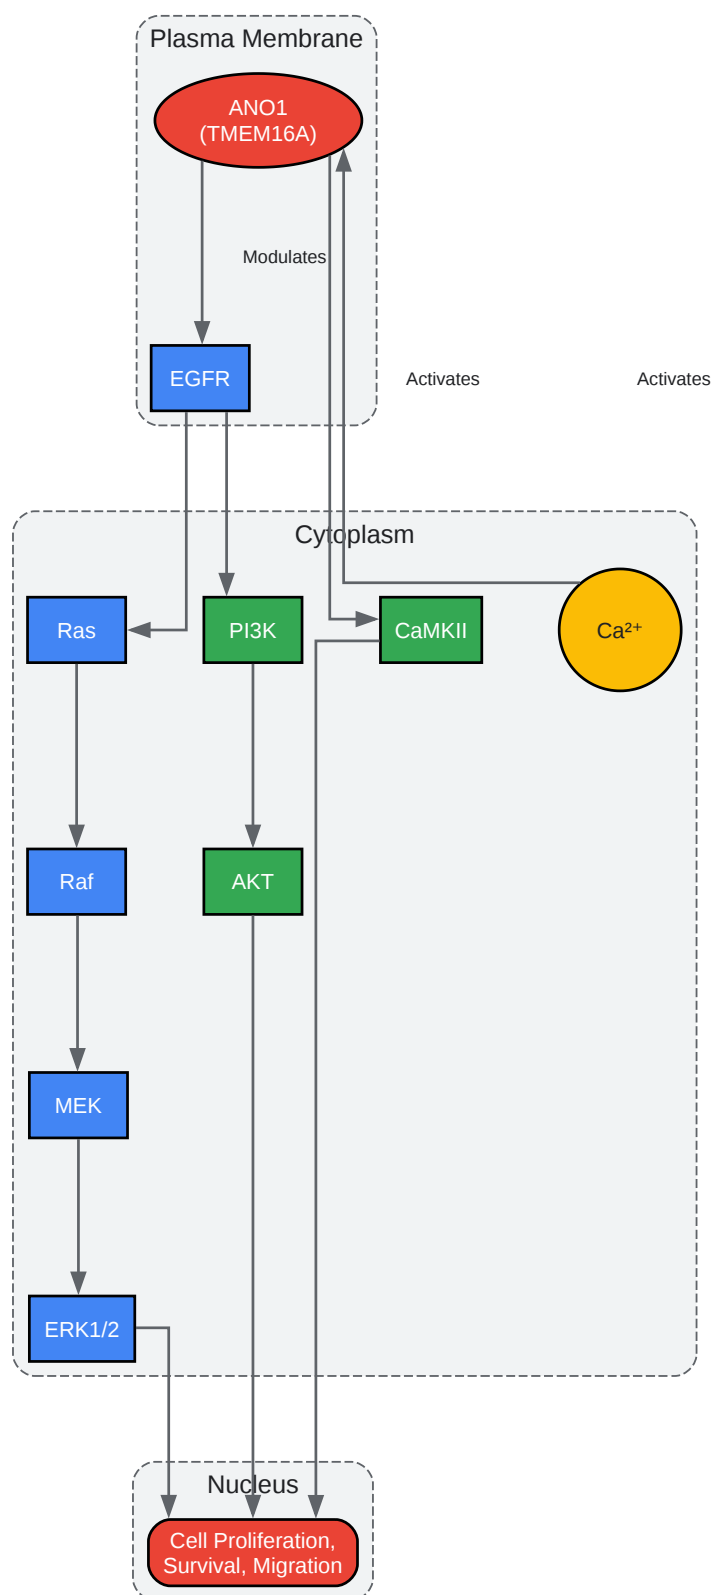 Plasma Membrane
ANO1
(TMEM16A)
Modulates
EGFR
Activates
Activates
Cytoplasm
Ras
PI3K
CaMKII
Ca²⁺
Raf
AKT
MEK
ERK1/2
Nucleus
Cell Proliferation,
Survival, Migration